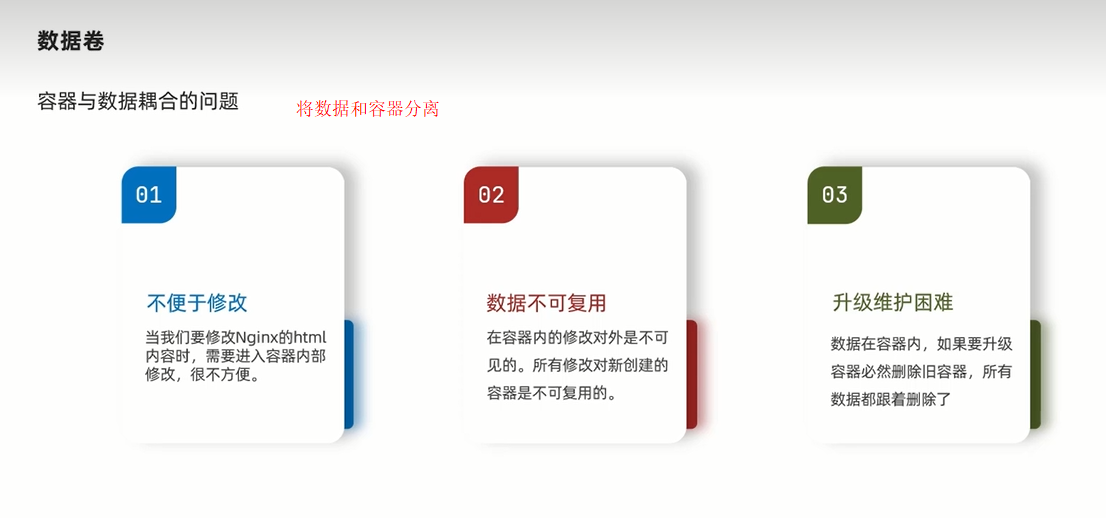 数据卷
容器与数据耦合的问题
将数据和容器分离
01
不便于修改
当我们要修改Nginx的html
内容时，需要进入容器内部
修改，很不方便。
02
数据不可复用
在容器内的修改对外是不可
见的。所有修改对新创建的
容器是不可复用的。
03
升级维护困难
数据在容器内，如果要升级
容器必然删除旧容器，所有
数据都跟着删除了